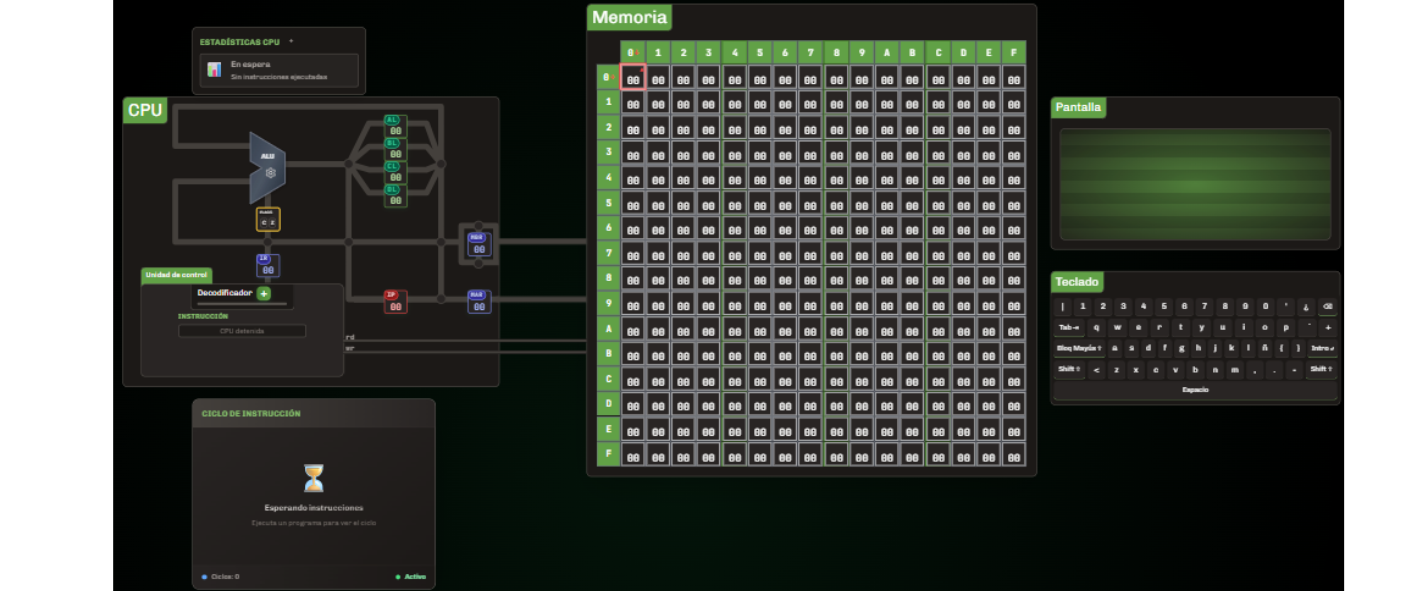 ESTADÍSTICAS CPU
En espera
Sin instrucciones ejecutadas
CPU
ALU
AL
00
BL
00
CL
00
DL
00
C Z
MBR
00
IR
00
IP
00
MAR
00
Unidad de control
Decodificador +
INSTRUCCIÓN
CPU detenida
rd
wr
CICLO DE INSTRUCCIÓN
Esperando instrucciones
Ejecuta un programa para ver el ciclo
Ciclos: 0
Activo
Memoria
0 1 2 3 4 5 6 7 8 9 A B C D E F
0 00 00 00 00 00 00 00 00 00 00 00 00 00 00 00 00
1 00 00 00 00 00 00 00 00 00 00 00 00 00 00 00 00
2 00 00 00 00 00 00 00 00 00 00 00 00 00 00 00 00
3 00 00 00 00 00 00 00 00 00 00 00 00 00 00 00 00
4 00 00 00 00 00 00 00 00 00 00 00 00 00 00 00 00
5 00 00 00 00 00 00 00 00 00 00 00 00 00 00 00 00
6 00 00 00 00 00 00 00 00 00 00 00 00 00 00 00 00
7 00 00 00 00 00 00 00 00 00 00 00 00 00 00 00 00
8 00 00 00 00 00 00 00 00 00 00 00 00 00 00 00 00
9 00 00 00 00 00 00 00 00 00 00 00 00 00 00 00 00
A 00 00 00 00 00 00 00 00 00 00 00 00 00 00 00 00
B 00 00 00 00 00 00 00 00 00 00 00 00 00 00 00 00
C 00 00 00 00 00 00 00 00 00 00 00 00 00 00 00 00
D 00 00 00 00 00 00 00 00 00 00 00 00 00 00 00 00
E 00 00 00 00 00 00 00 00 00 00 00 00 00 00 00 00
F 00 00 00 00 00 00 00 00 00 00 00 00 00 00 00 00
Pantalla
Teclado
| 1 2 3 4 5 6 7 8 9 0 ' ¿ ⌫
Tab⇥ q w e r t y u i o p ` +
Bloq Mayús ⇧ a s d f g h j k l ñ { } Intro ↵
Shift ⇧ < z x c v b n m , . - Shift ⇧
Espacio